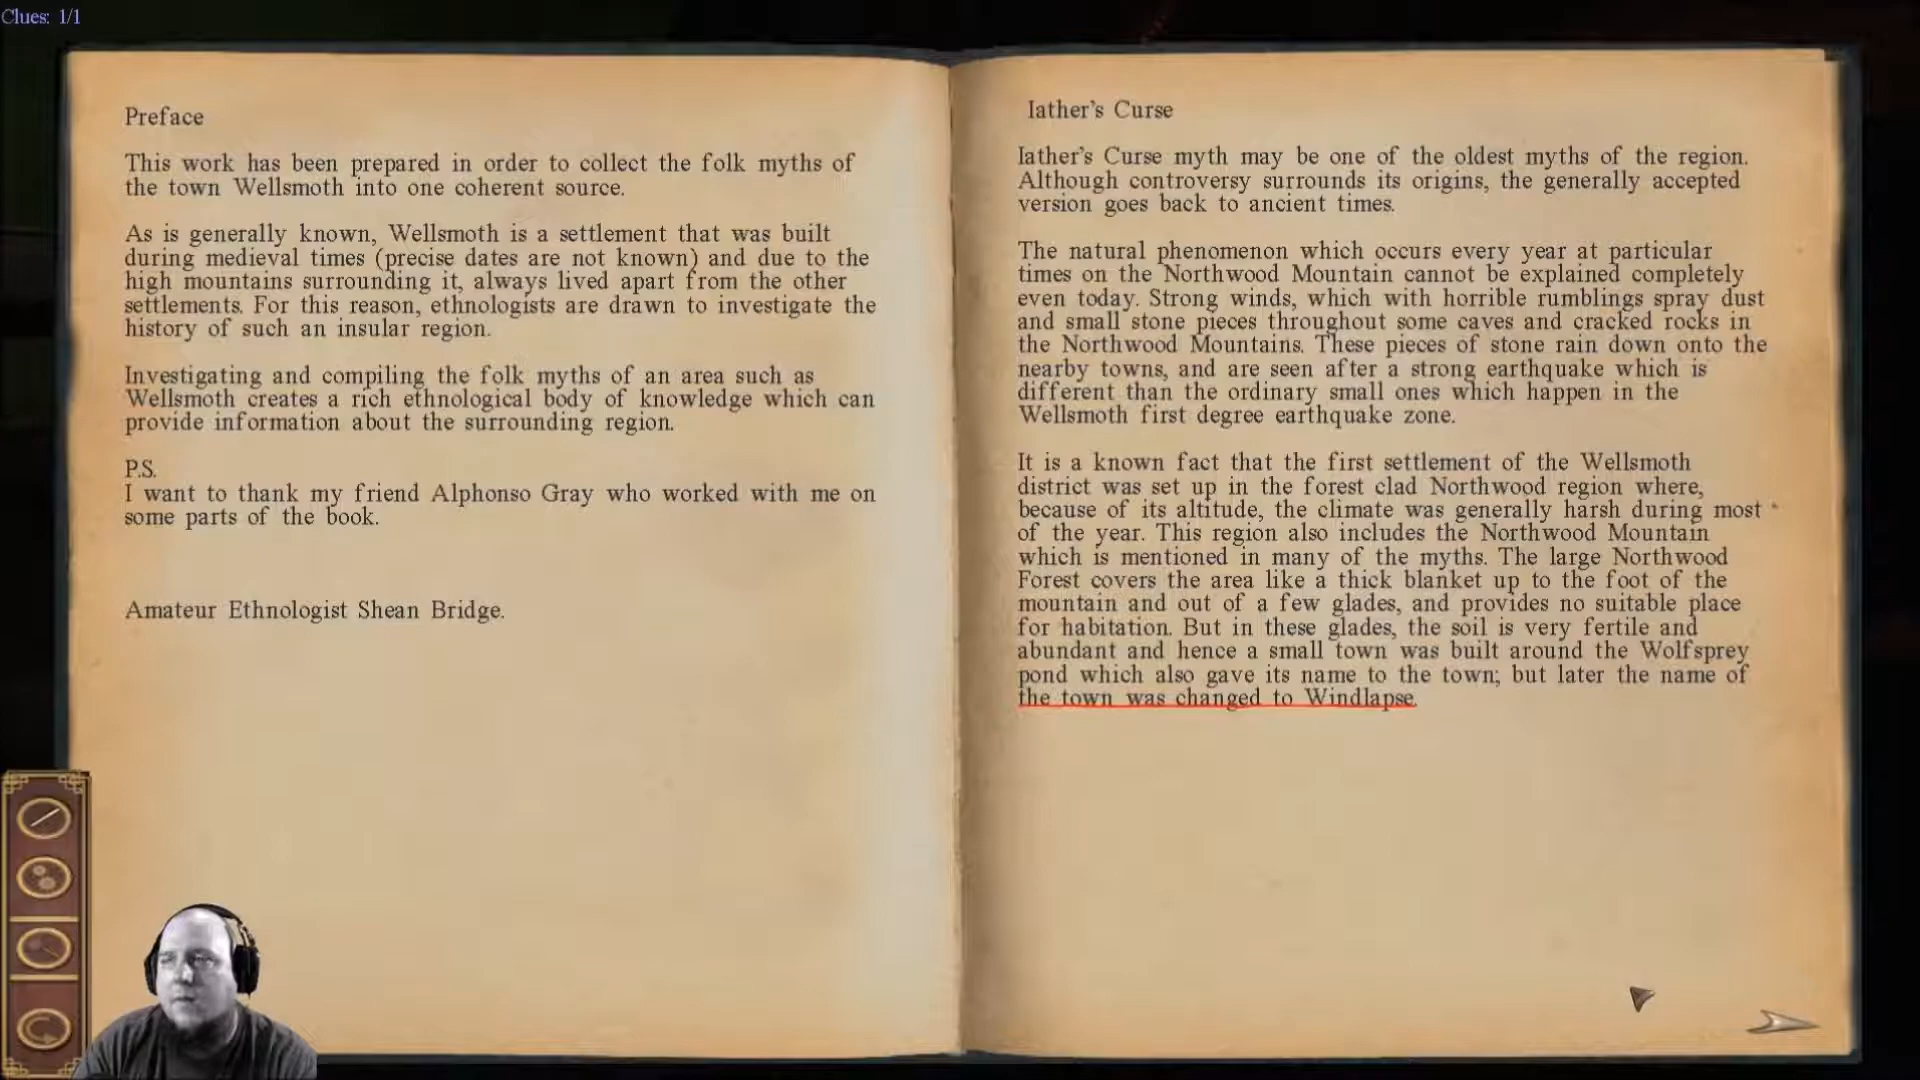 Clues: 1/1
Preface
This work has been prepared in order to collect the folk myths of
the town Wellsmoth into one coherent source.
As is generally known, Wellsmoth is a settlement that was built
during medieval times (precise dates are not known) and due to the
high mountains surrounding it, always lived apart from the other
settlements. For this reason, ethnologists are drawn to investigate the
history of such an insular region.
Investigating and compiling the folk myths of an area such as
Wellsmoth creates a rich ethnological body of knowledge which can
provide information about the surrounding region.
P.S.
I want to thank my friend Alphonso Gray who worked with me on
some parts of the book.
Amateur Ethnologist Shean Bridge.
Iather's Curse
Iather's Curse myth may be one of the oldest myths of the region.
Although controversy surrounds its origins, the generally accepted
version goes back to ancient times.
The natural phenomenon which occurs every year at particular
times on the Northwood Mountain cannot be explained completely
even today. Strong winds, which with horrible rumblings spray dust
and small stone pieces throughout some caves and cracked rocks in
the Northwood Mountains. These pieces of stone rain down onto the
nearby towns, and are seen after a strong earthquake which is
different than the ordinary small ones which happen in the
Wellsmoth first degree earthquake zone.
It is a known fact that the first settlement of the Wellsmoth
district was set up in the forest clad Northwood region where,
because of its altitude, the climate was generally harsh during most
of the year. This region also includes the Northwood Mountain
which is mentioned in many of the myths. The large Northwood
Forest covers the area like a thick blanket up to the foot of the
mountain and out of a few glades, and provides no suitable place
for habitation. But in these glades, the soil is very fertile and
abundant and hence a small town was built around the Wolfsprey
pond which also gave its name to the town; but later the name of
the town was changed to Windlapse.